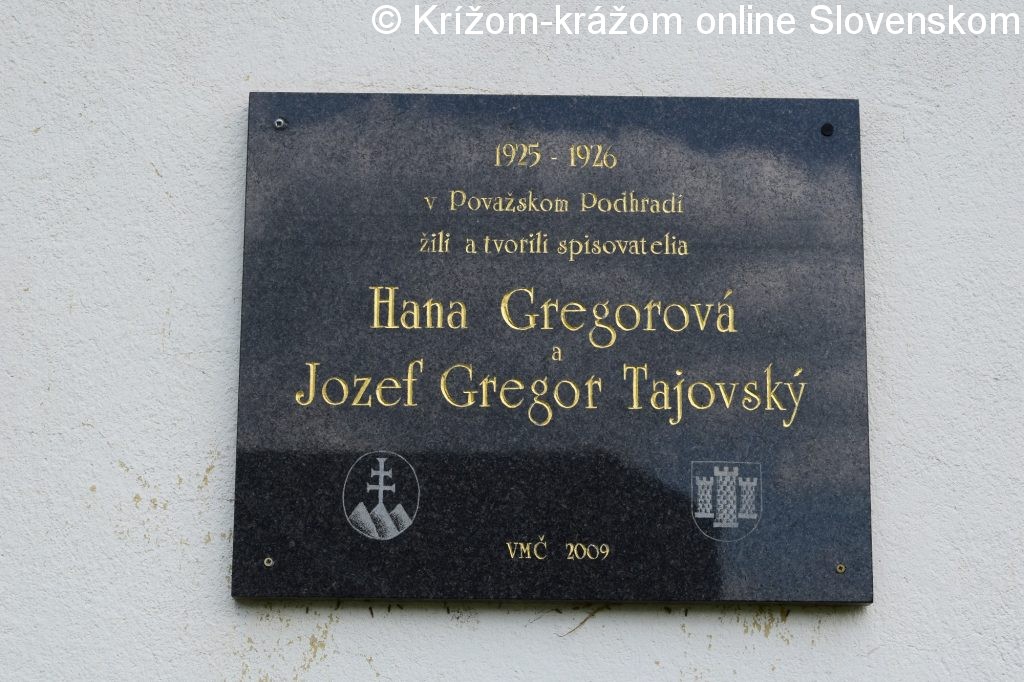 © Krížom-krážom online Slovenskom
1925 - 1926
v Považskom Podhradí
žili a tvorili spisovatelia
Hana Gregorová
a
Jozef Gregor Tajovský
VMČ 2009